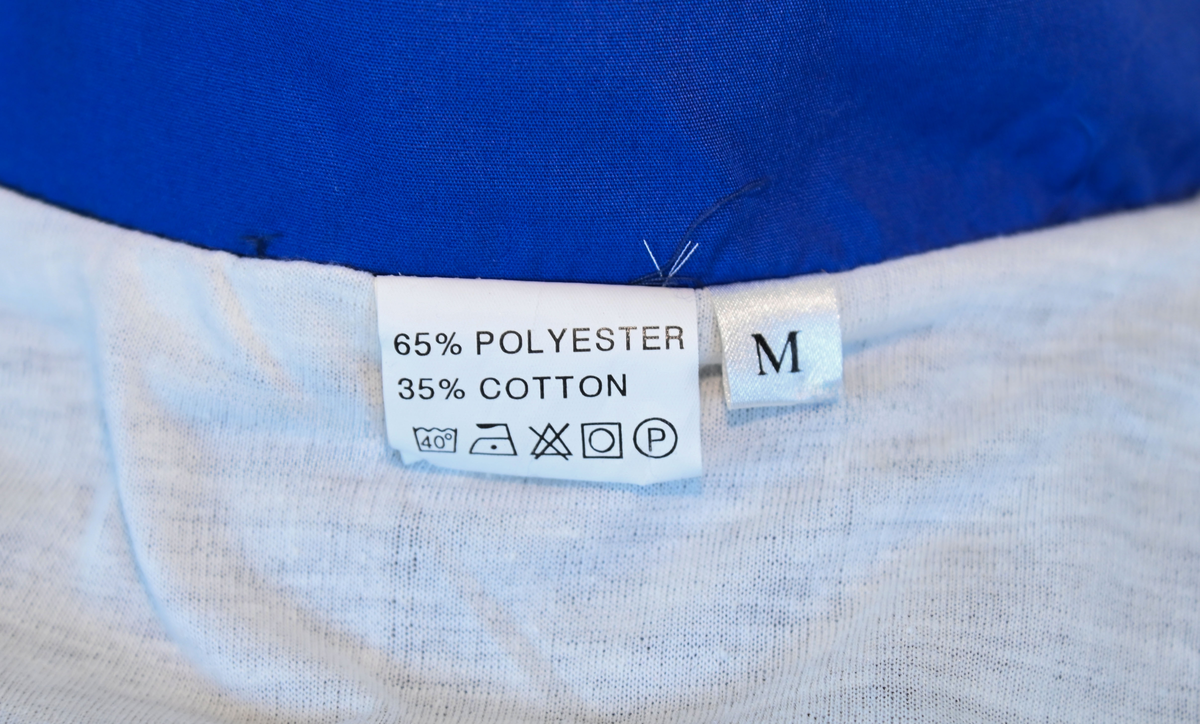 65% POLYESTER
35% COTTON
40° P
M